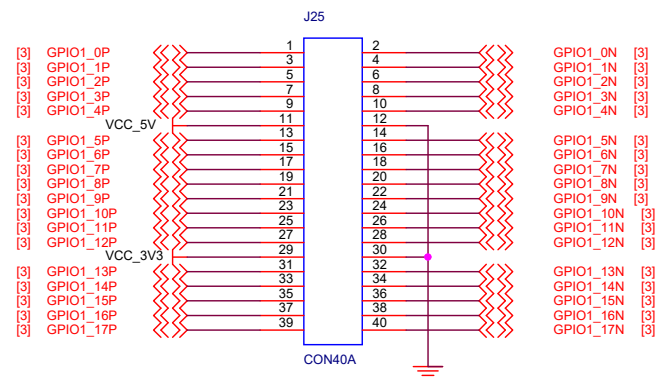 J25
[3] GPIO1_0P 1 2 GPIO1_0N [3]
[3] GPIO1_1P 3 4 GPIO1_1N [3]
[3] GPIO1_2P 5 6 GPIO1_2N [3]
[3] GPIO1_3P 7 8 GPIO1_3N [3]
[3] GPIO1_4P 9 10 GPIO1_4N [3]
VCC_5V 11 12
[3] GPIO1_5P 13 14 GPIO1_5N [3]
[3] GPIO1_6P 15 16 GPIO1_6N [3]
[3] GPIO1_7P 17 18 GPIO1_7N [3]
[3] GPIO1_8P 19 20 GPIO1_8N [3]
[3] GPIO1_9P 21 22 GPIO1_9N [3]
[3] GPIO1_10P 23 24 GPIO1_10N [3]
[3] GPIO1_11P 25 26 GPIO1_11N [3]
[3] GPIO1_12P 27 28 GPIO1_12N [3]
VCC_3V3 29 30
[3] GPIO1_13P 31 32 GPIO1_13N [3]
[3] GPIO1_14P 33 34 GPIO1_14N [3]
[3] GPIO1_15P 35 36 GPIO1_15N [3]
[3] GPIO1_16P 37 38 GPIO1_16N [3]
[3] GPIO1_17P 39 40 GPIO1_17N [3]
CON40A